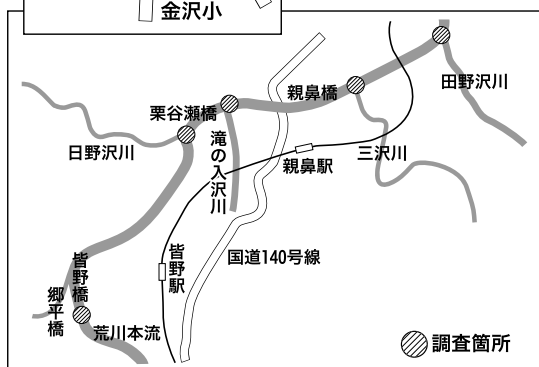 金沢小
親鼻橋
田野沢川
栗谷瀬橋
日野沢川
滝の入沢川
親鼻駅
三沢川
国道140号線
皆野駅
皆野橋
郷平橋
荒川本流
調査箇所